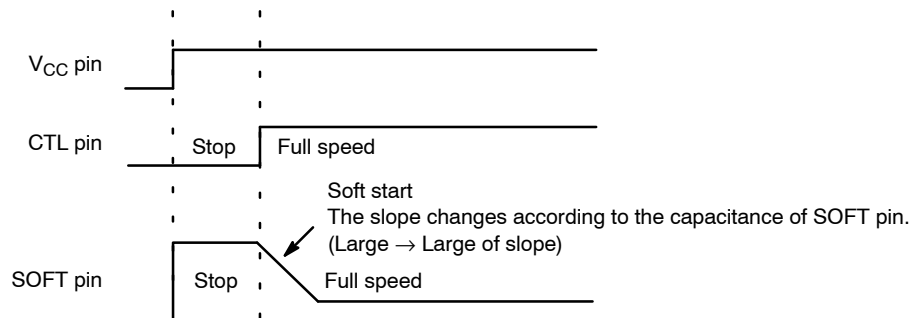 V_CC pin
CTL pin
Stop
Full speed
Soft start
The slope changes according to the capacitance of SOFT pin.
(Large → Large of slope)
SOFT pin
Stop
Full speed